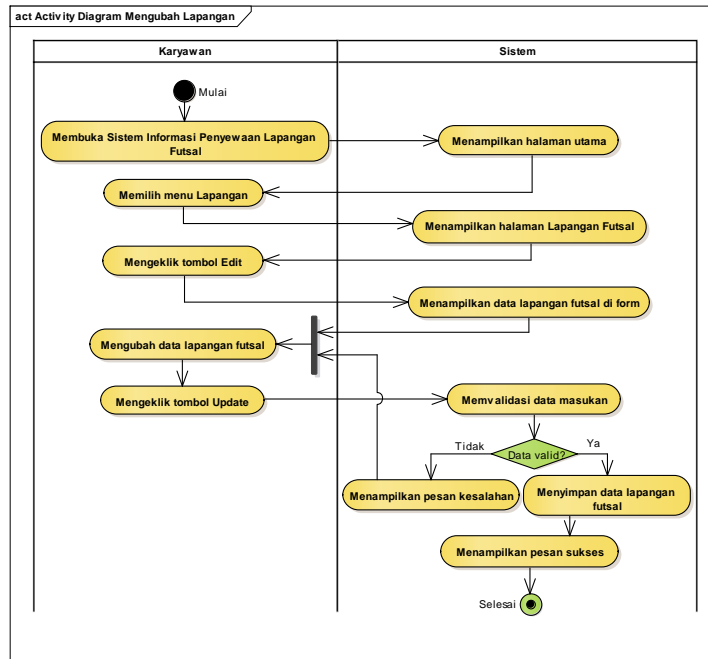 act Activity Diagram Mengubah Lapangan
Karyawan
Sistem
Mulai
Membuka Sistem Informasi Penyewaan Lapangan
Futsal
Menampilkan halaman utama
Memilih menu Lapangan
Menampilkan halaman Lapangan Futsal
Mengeklik tombol Edit
Menampilkan data lapangan futsal di form
Mengubah data lapangan futsal
Mengeklik tombol Update
Memvalidasi data masukan
Tidak
Data valid?
Ya
Menampilkan pesan kesalahan
Menyimpan data lapangan
futsal
Menampilkan pesan sukses
Selesai